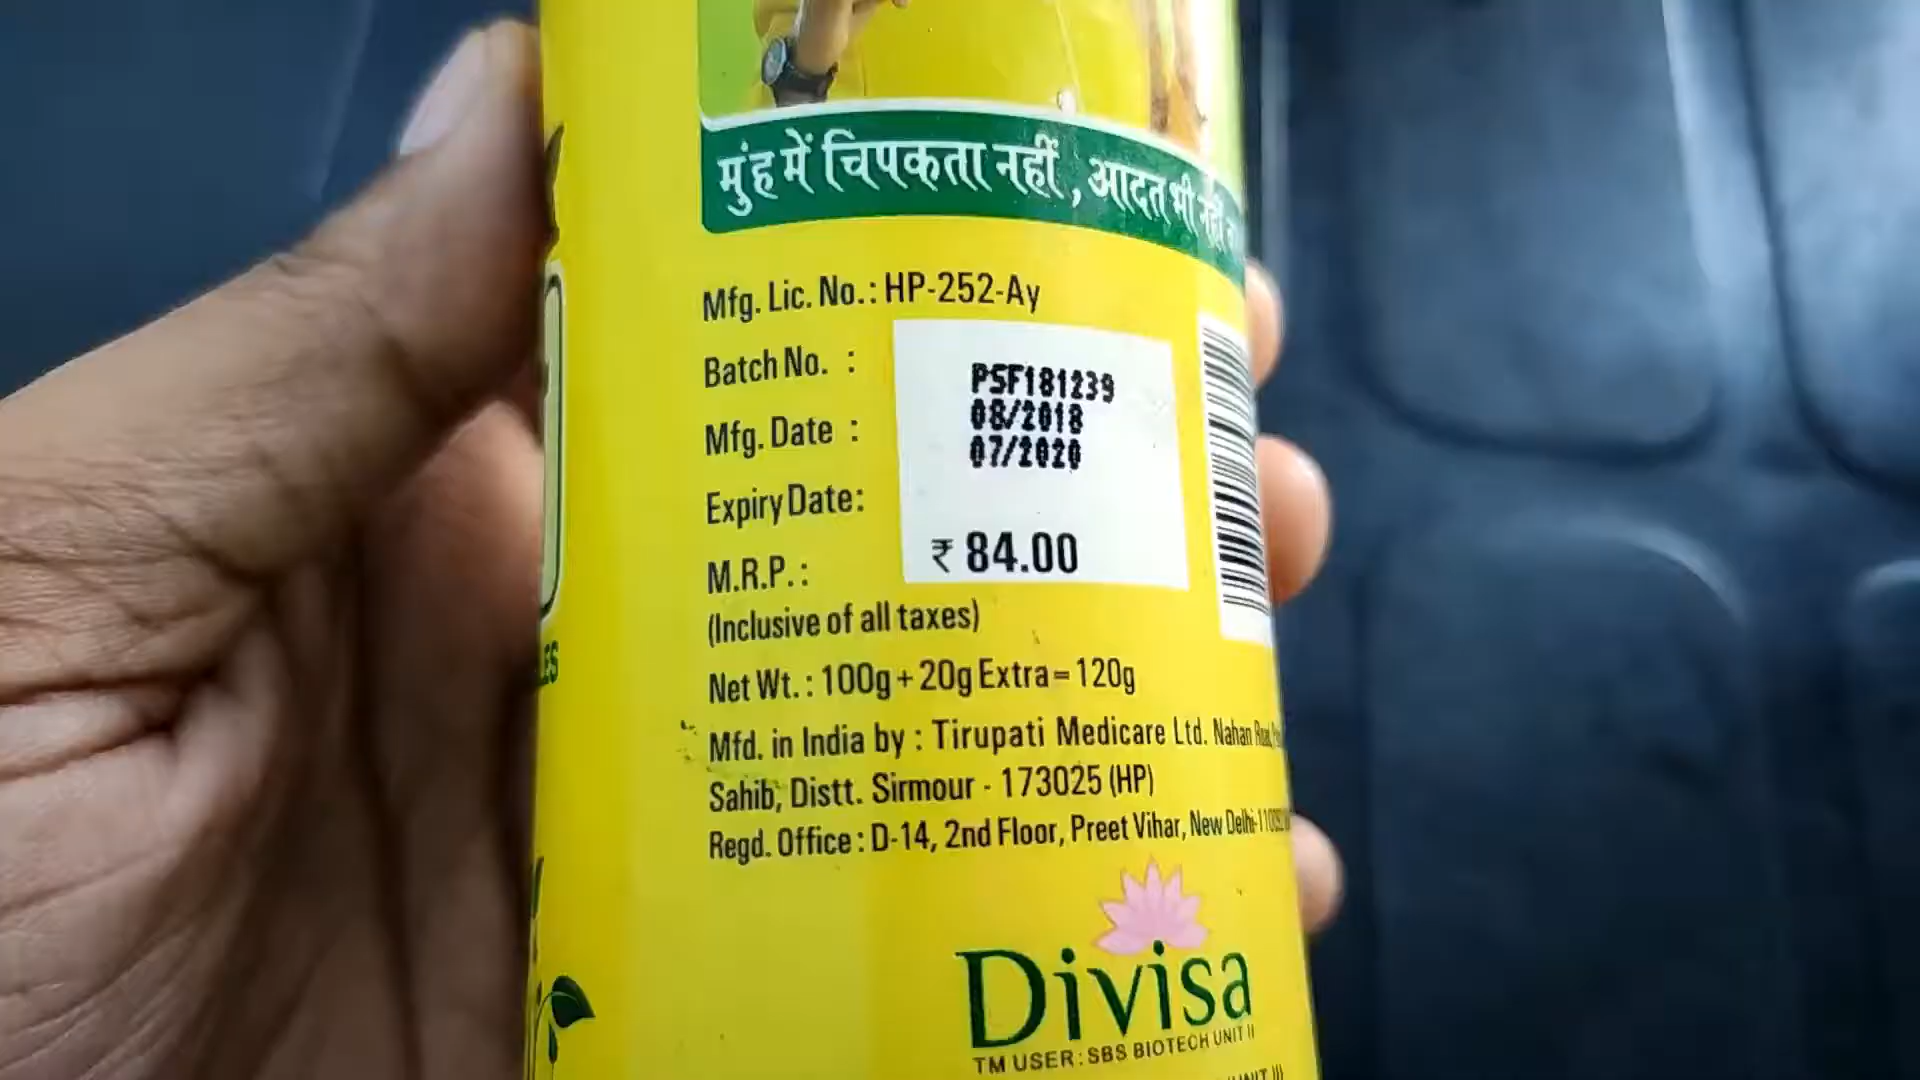 मुंह में चिपकता नहीं, आदत भी नहीं
Mfg. Lic. No.: HP-252-Ay
Batch No. : PSF181239
Mfg. Date : 08/2018
Expiry Date: 07/2020
M.R.P. : ₹ 84.00
(Inclusive of all taxes)
Net Wt. : 100g + 20g Extra = 120g
Mfd. in India by : Tirupati Medicare Ltd. Nahan
Sahib, Distt. Sirmour - 173025 (HP)
Regd. Office : D-14, 2nd Floor, Preet Vihar, New Delhi-
Divisa
TM USER : SBS BIOTECH UNIT II